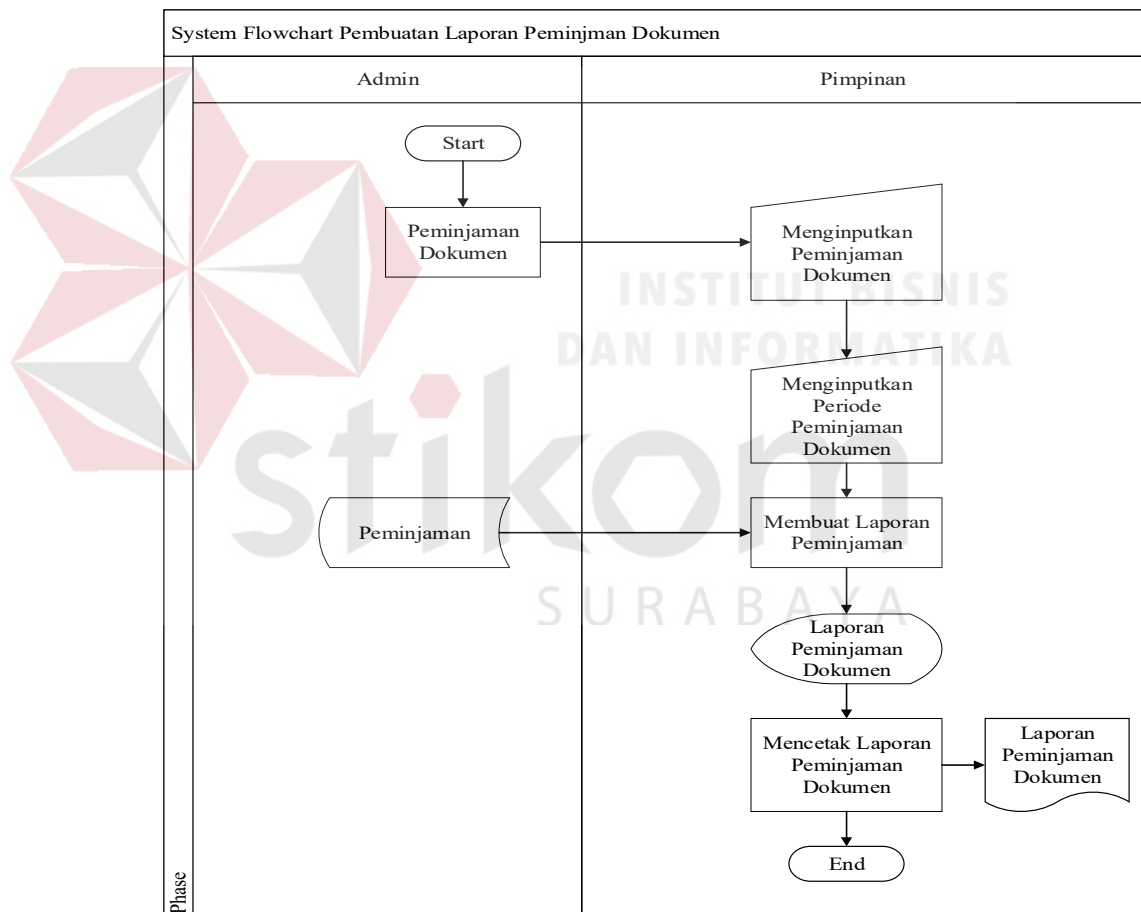 System Flowchart Pembuatan Laporan Peminjman Dokumen
Admin
Pimpinan
Start
Peminjaman
Dokumen
Menginputkan
Peminjaman
Dokumen
INSTITUT BISNIS
DAN INFORMATIKA
Menginputkan
Periode
Peminjaman
Dokumen
stikom
Peminjaman
Membuat Laporan
Peminjaman
SURABAYA
Laporan
Peminjaman
Dokumen
Mencetak Laporan
Peminjaman
Dokumen
Laporan
Peminjaman
Dokumen
End
Phase